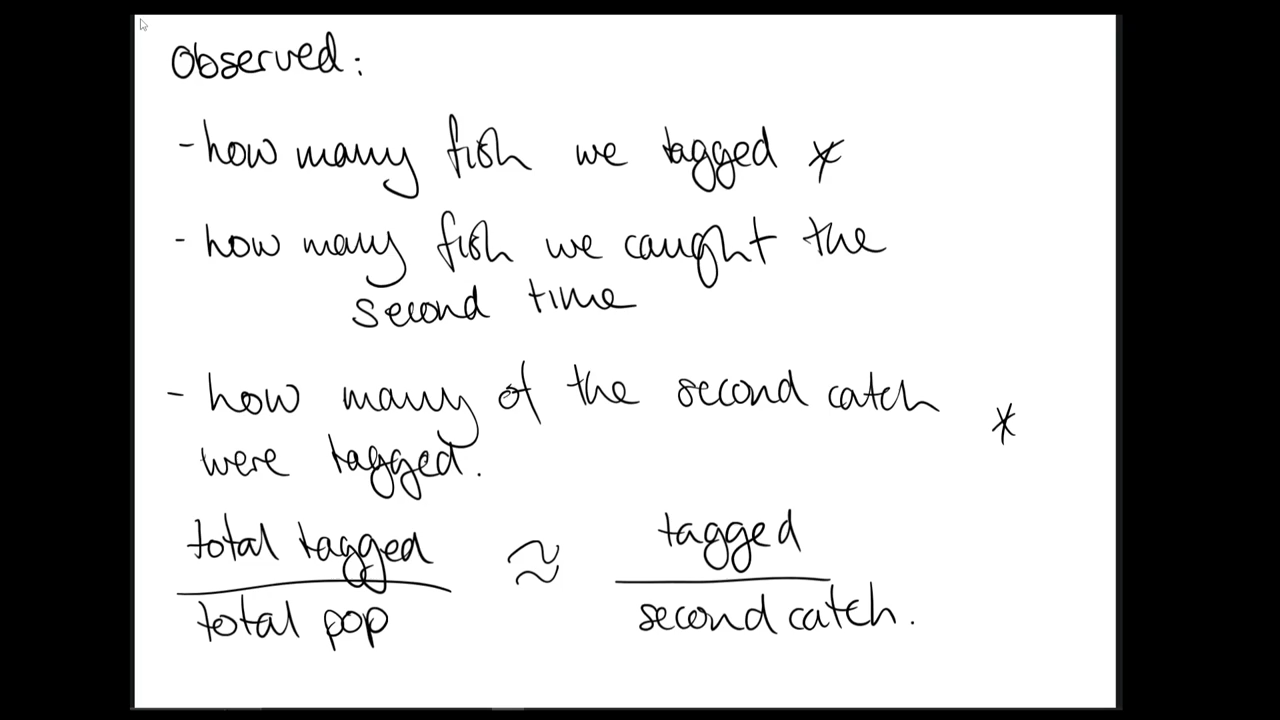 Observed:
- how many fish we tagged *
- how many fish we caught the
second time
- how many of the second catch *
were tagged.
total tagged ≈ tagged
total pop second catch.